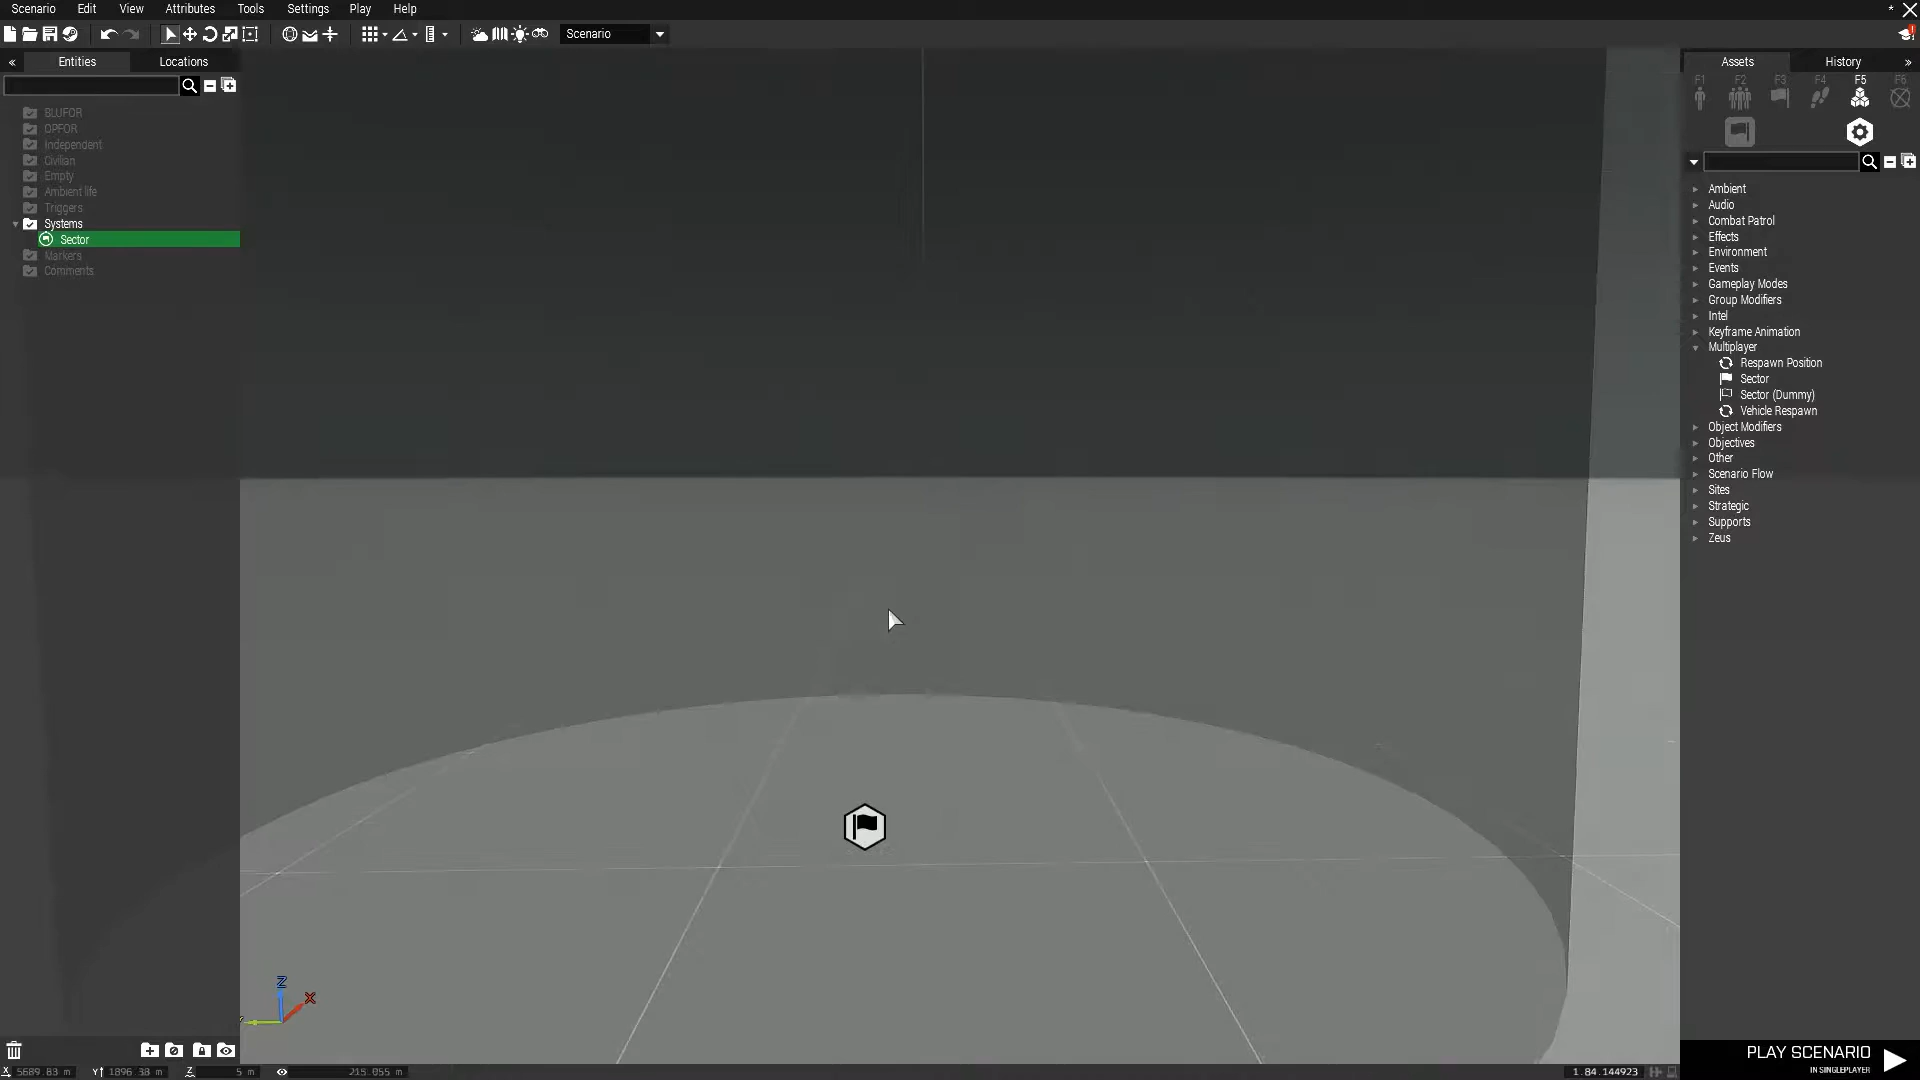 Scenario Edit View Attributes Tools Settings Play Help
Scenario
Entities Locations
BLUFOR
OPFOR
Independent
Civilian
Empty
Ambient life
Triggers
Systems
Sector
Markers
Comments
Z
X
X 5689.83 m Y 1896.38 m Z 5 m 215.055 m
Assets History
F1 F2 F3 F4 F5 F6
Ambient
Audio
Combat Patrol
Effects
Environment
Events
Gameplay Modes
Group Modifiers
Intel
Keyframe Animation
Multiplayer
Respawn Position
Sector
Sector (Dummy)
Vehicle Respawn
Object Modifiers
Objectives
Other
Scenario Flow
Sites
Strategic
Supports
Zeus
PLAY SCENARIO
IN SINGLEPLAYER
1.84.144923